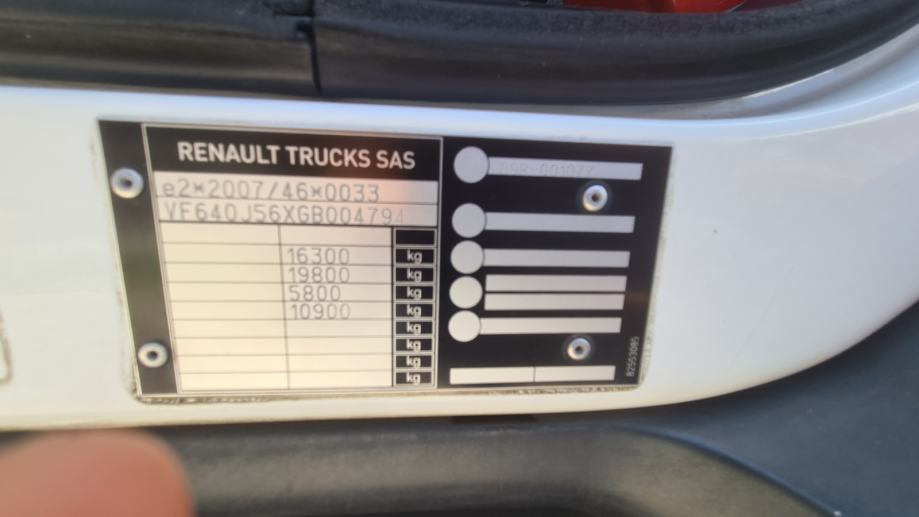 RENAULT TRUCKS SAS
e2*2007/46*0033
VF640J56XGB004794
16300 kg
19800 kg
5800 kg
10900 kg
kg
kg
kg
kg
82553085